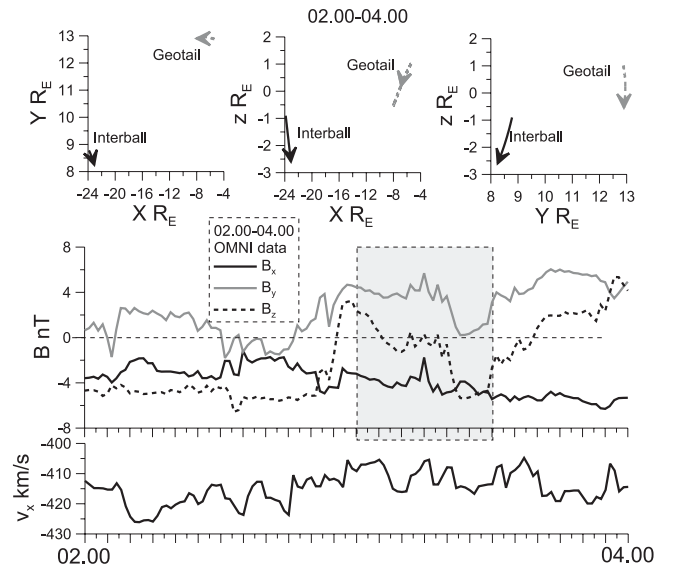 02.00-04.00
13
12
11
10
9
8
Y R_E
Geotail
Interball
-24 -20 -16 -12 -8 -4
X R_E
2
1
0
-1
-2
-3
z R_E
Geotail
Interball
-24 -20 -16 -12 -8 -4
X R_E
2
1
0
-1
-2
-3
z R_E
Geotail
Interball
8 9 10 11 12 13
Y R_E
02.00-04.00
OMNI data
B_x
B_y
B_z
8
4
0
-4
-8
B nT
-400
-410
-420
-430
v_x km/s
02.00 04.00